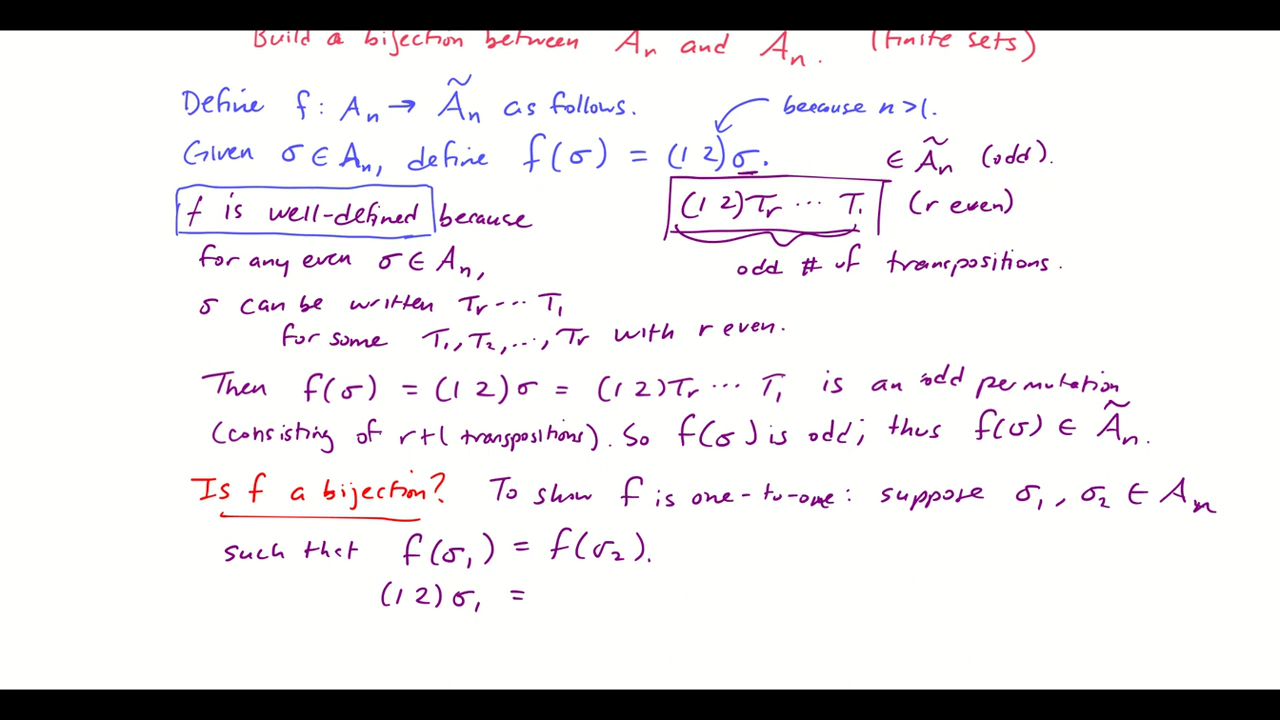 Build a bijection between Aₙ and Aₙ. (finite sets)
Define f: Aₙ → Ãₙ as follows.
because n>1.
Given σ ∈ Aₙ, define f(σ) = (1 2)σ. ∈ Ãₙ (odd).
f is well-defined because
(1 2)τᵣ ⋯ τ₁ (r even)
odd # of transpositions.
for any even σ ∈ Aₙ,
σ can be written τᵣ ⋯ τ₁
for some τ₁, τ₂, ..., τᵣ with r even.
Then f(σ) = (1 2)σ = (1 2)τᵣ ⋯ τ₁ is an odd permutation
(consisting of r+1 transpositions). So f(σ) is odd; thus f(σ) ∈ Ãₙ.
Is f a bijection? To show f is one-to-one: suppose σ₁, σ₂ ∈ Aₙ
such that f(σ₁) = f(σ₂).
(1 2)σ₁ =